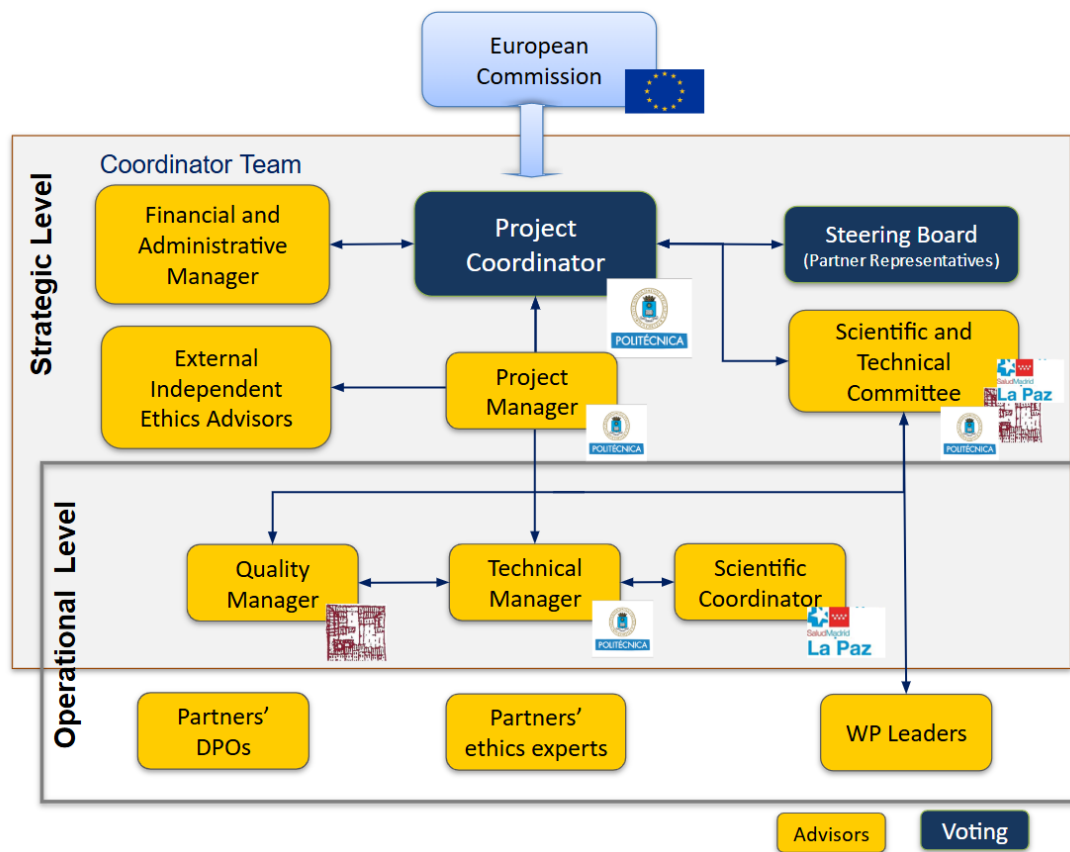 European
Commission
Coordinator Team
Strategic Level
Financial and
Administrative
Manager
Project
Coordinator
POLITÉCNICA
Steering Board
(Partner Representatives)
External
Independent
Ethics Advisors
Project
Manager
POLITÉCNICA
Scientific and
Technical
Committee
SaludMadrid
La Paz
POLITÉCNICA
Operational Level
Quality
Manager
Technical
Manager
POLITÉCNICA
Scientific
Coordinator
SaludMadrid
La Paz
Partners'
DPOs
Partners'
ethics experts
WP Leaders
Advisors
Voting